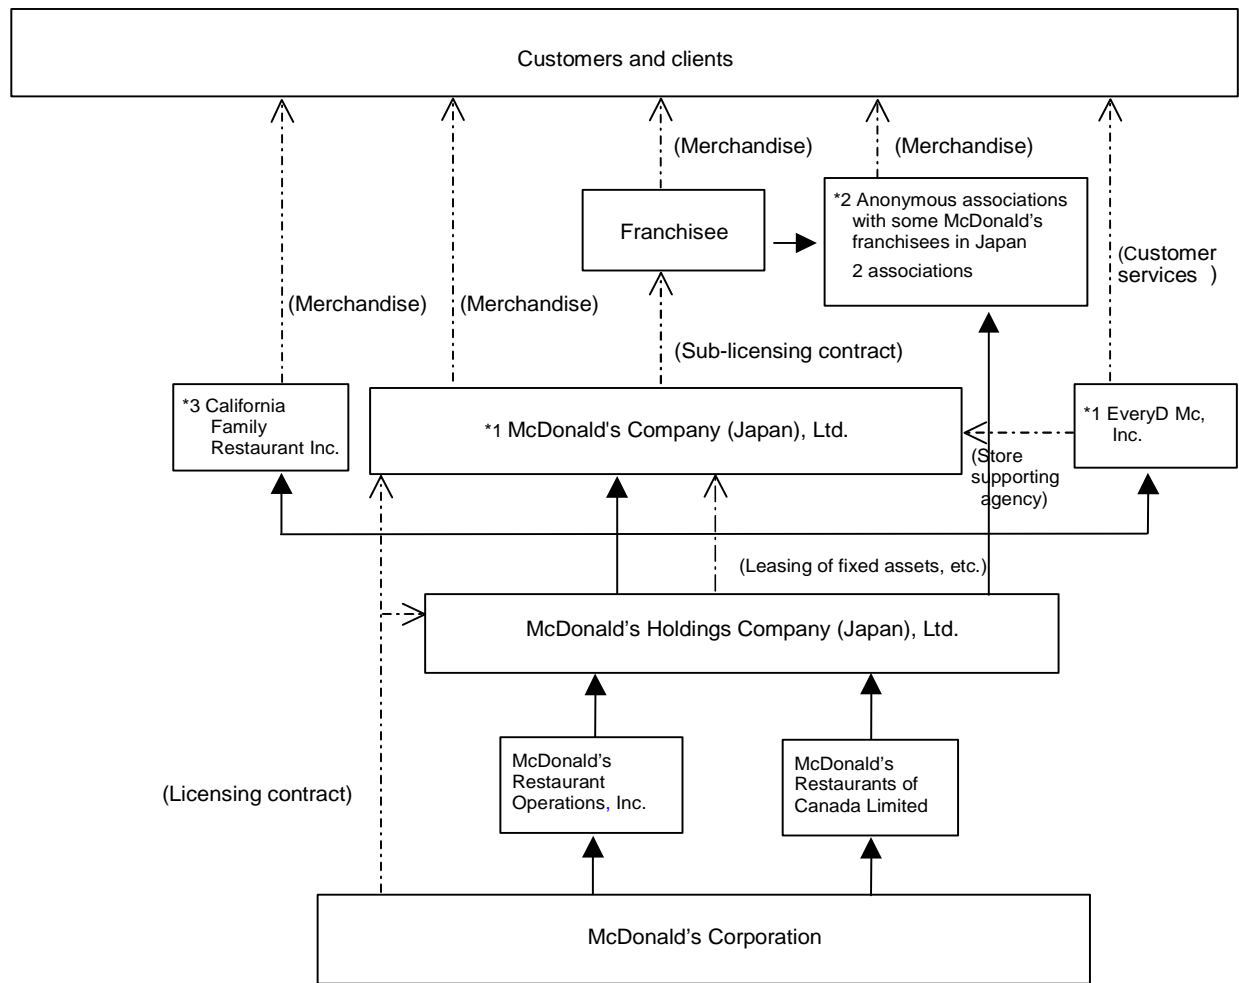 Customers and clients
(Merchandise)
(Merchandise)
*2 Anonymous associations
with some McDonald's
franchisees in Japan
2 associations
Franchisee
(Customer
services )
(Merchandise)
(Merchandise)
(Sub-licensing contract)
*3 California
Family
Restaurant Inc.
*1 McDonald's Company (Japan), Ltd.
*1 EveryD Mc,
Inc.
(Store
supporting
agency)
(Leasing of fixed assets, etc.)
McDonald's Holdings Company (Japan), Ltd.
McDonald's
Restaurant
Operations, Inc.
McDonald's
Restaurants of
Canada Limited
(Licensing contract)
McDonald's Corporation